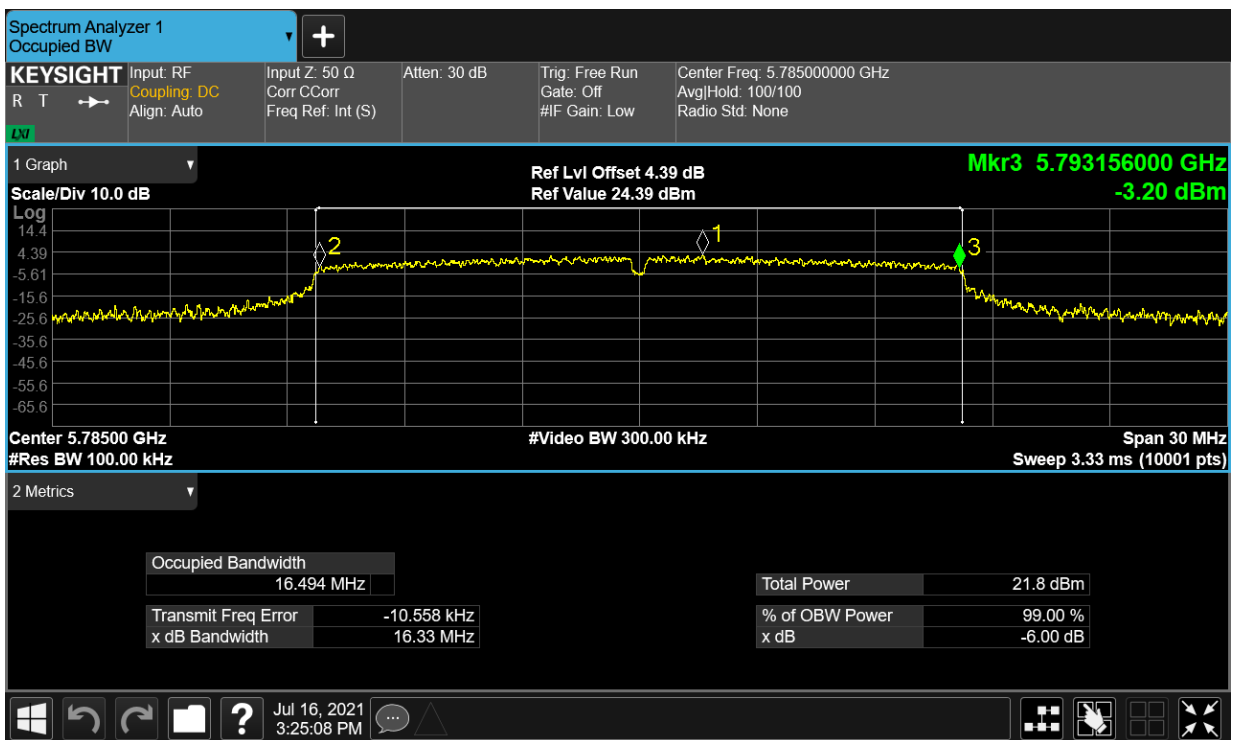 Spectrum Analyzer 1
Occupied BW
KEYSIGHT
R T
LXI
Input: RF
Coupling: DC
Align: Auto
Input Z: 50 Ω
Corr CCorr
Freq Ref: Int (S)
Atten: 30 dB
Trig: Free Run
Gate: Off
#IF Gain: Low
Center Freq: 5.785000000 GHz
Avg|Hold: 100/100
Radio Std: None
1 Graph
Scale/Div 10.0 dB
Ref Lvl Offset 4.39 dB
Ref Value 24.39 dBm
Mkr3 5.793156000 GHz
-3.20 dBm
Log
14.4
4.39
-5.61
-15.6
-25.6
-35.6
-45.6
-55.6
-65.6
2
1
3
Center 5.78500 GHz
#Res BW 100.00 kHz
#Video BW 300.00 kHz
Span 30 MHz
Sweep 3.33 ms (10001 pts)
2 Metrics
Occupied Bandwidth
16.494 MHz
Transmit Freq Error -10.558 kHz
x dB Bandwidth 16.33 MHz
Total Power 21.8 dBm
% of OBW Power 99.00 %
x dB -6.00 dB
?
Jul 16, 2021
3:25:08 PM